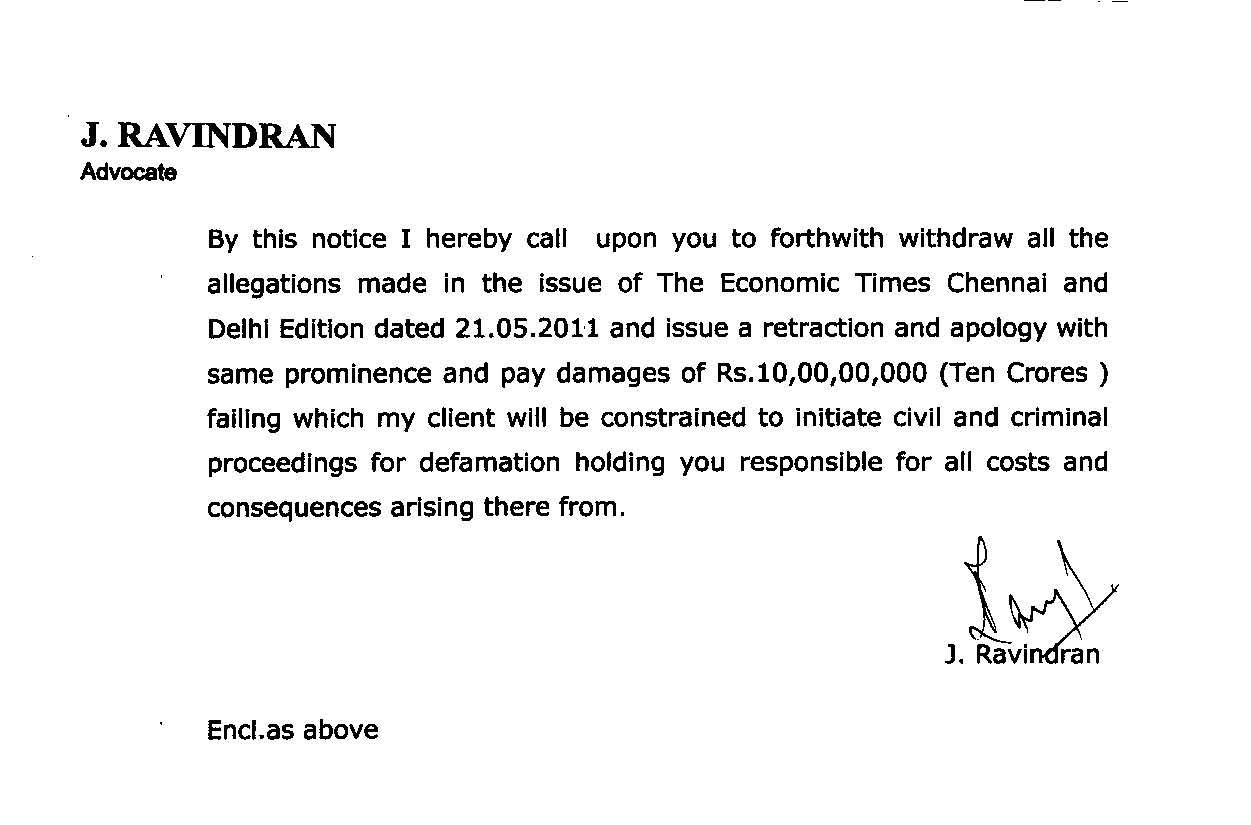 J. RAVINDRAN
Advocate
By this notice I hereby call upon you to forthwith withdraw all the
allegations made in the issue of The Economic Times Chennai and
Delhi Edition dated 21.05.2011 and issue a retraction and apology with
same prominence and pay damages of Rs.10,00,00,000 (Ten Crores )
failing which my client will be constrained to initiate civil and criminal
proceedings for defamation holding you responsible for all costs and
consequences arising there from.
J. Ravindran
Encl.as above